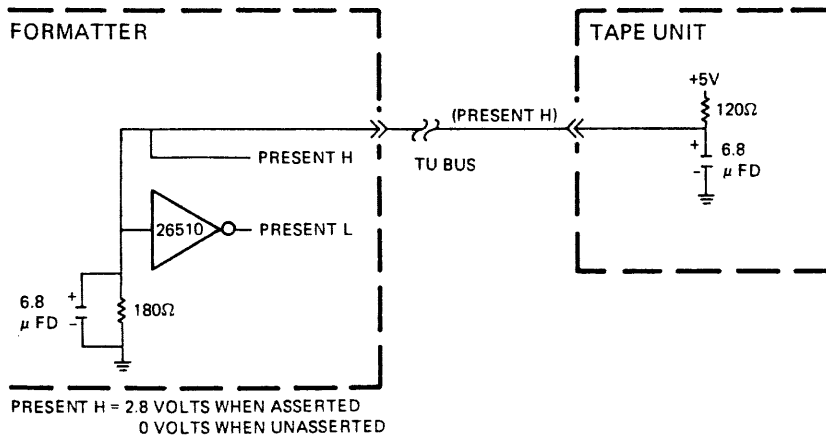 FORMATTER
TAPE UNIT
+5V
120Ω
(PRESENT H)
+
6.8
μ FD
-
PRESENT H
TU BUS
26510
PRESENT L
6.8
μ FD
+
-
180Ω
PRESENT H = 2.8 VOLTS WHEN ASSERTED
0 VOLTS WHEN UNASSERTED